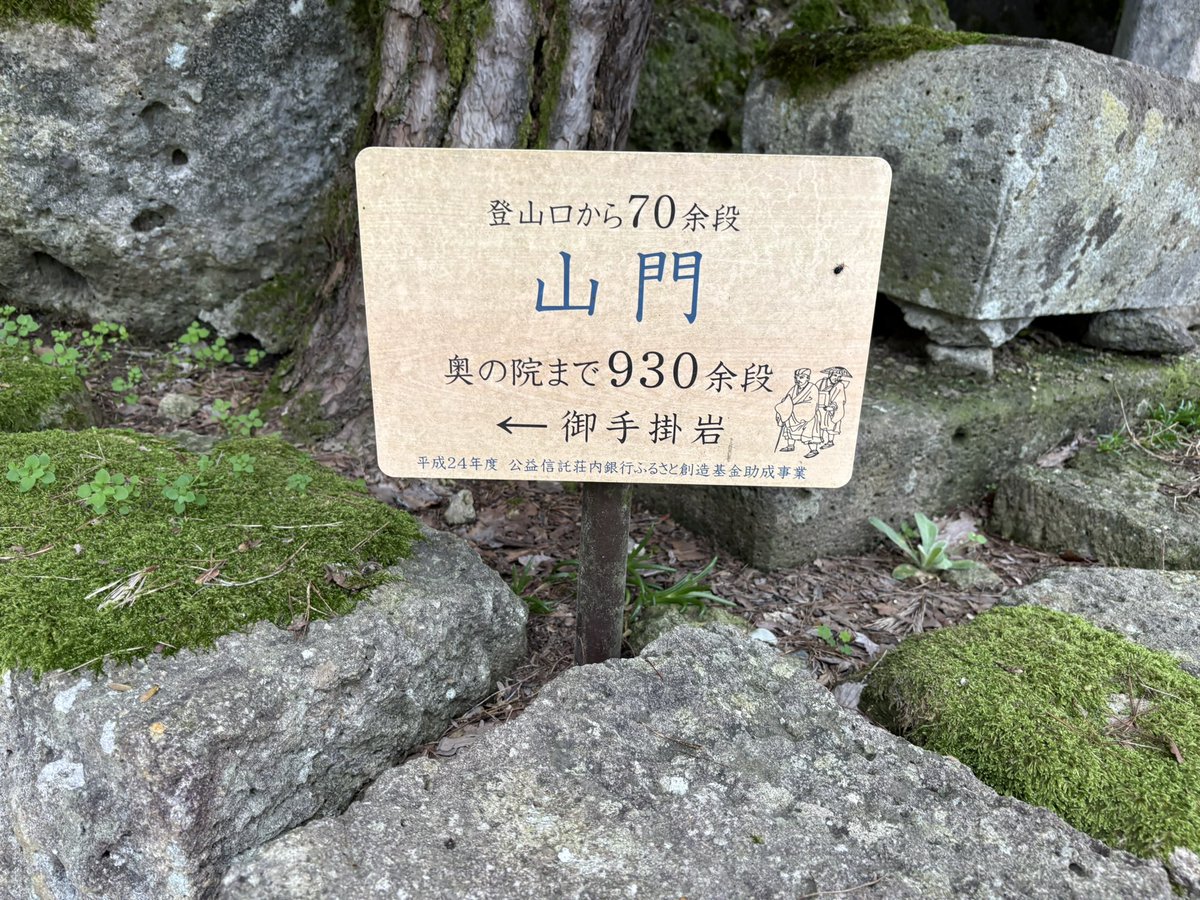 登山口から70余段
山門
奥の院まで930余段
←御手掛岩
平成24年度 公益信託荘内銀行ふるさと創造基金助成事業